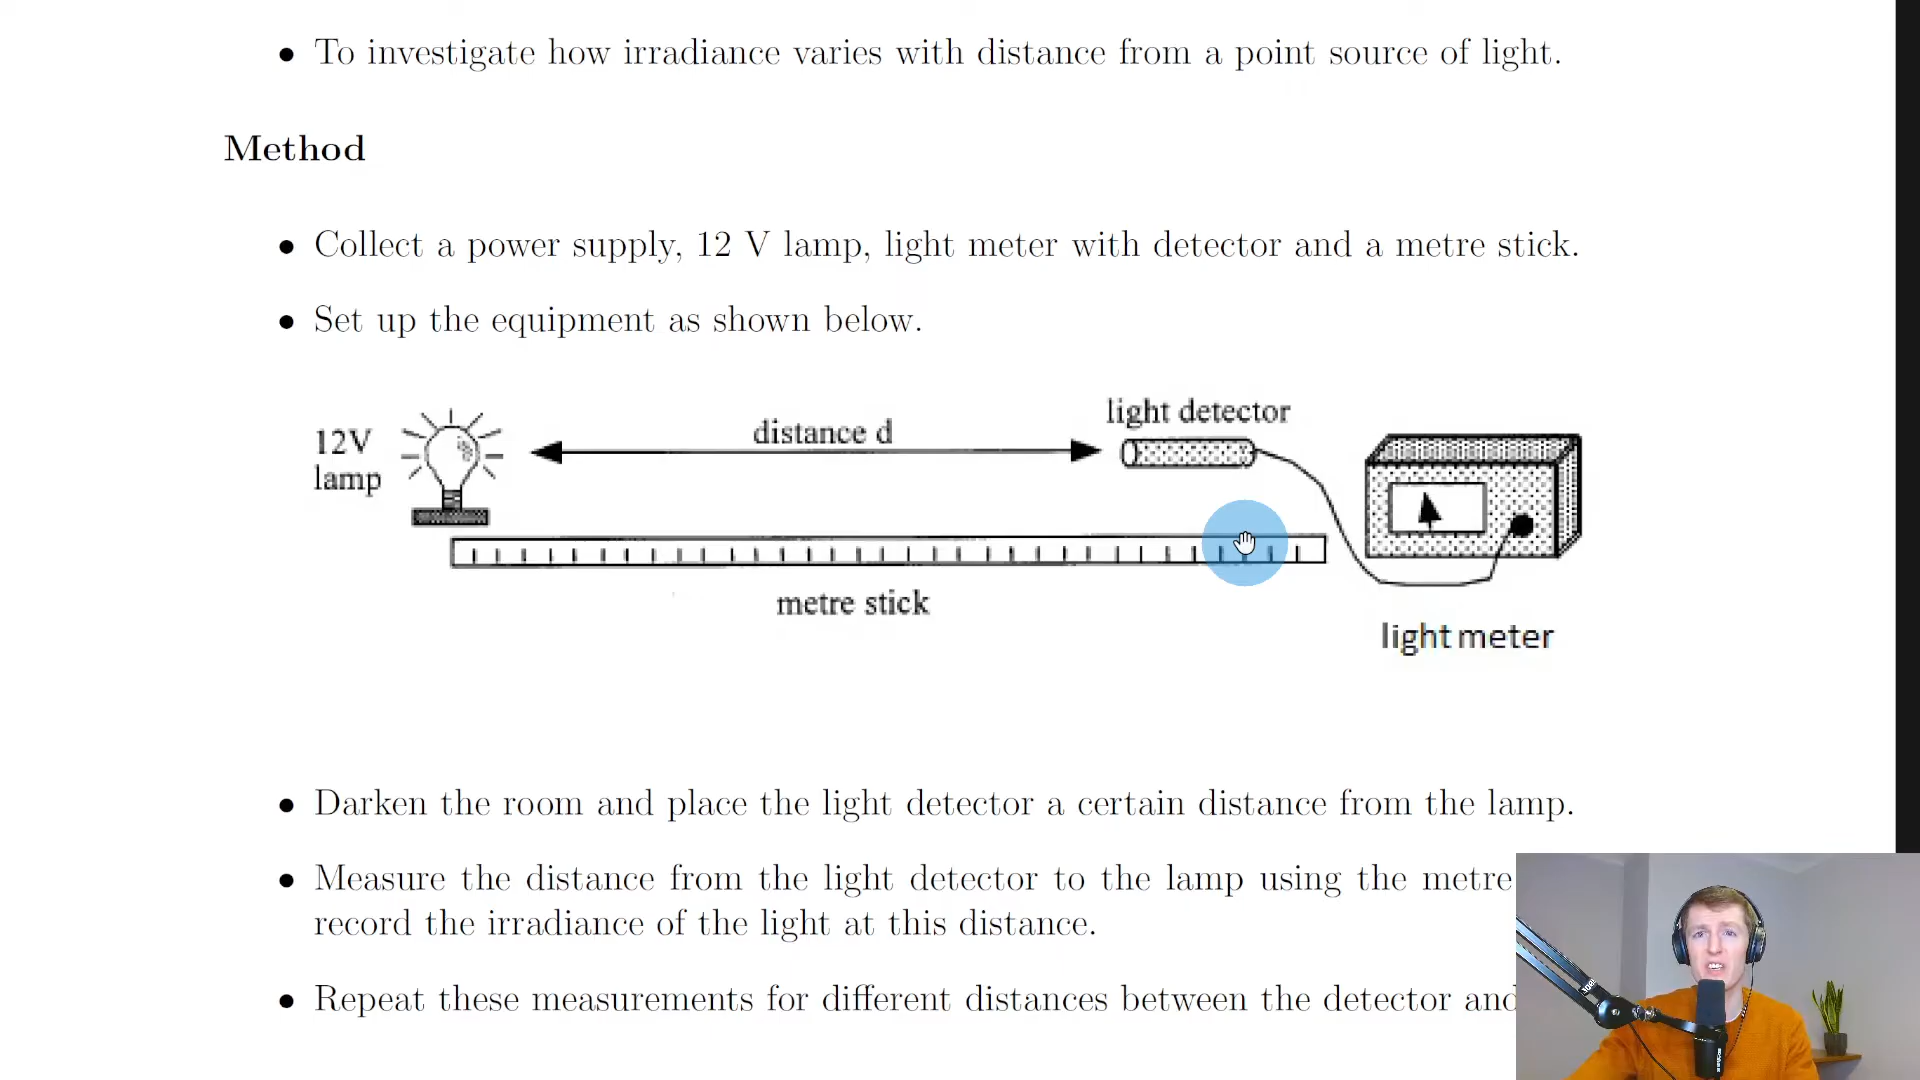 • To investigate how irradiance varies with distance from a point source of light.
Method
• Collect a power supply, 12 V lamp, light meter with detector and a metre stick.
• Set up the equipment as shown below.
12V
lamp
distance d
light detector
metre stick
light meter
• Darken the room and place the light detector a certain distance from the lamp.
• Measure the distance from the light detector to the lamp using the metre
record the irradiance of the light at this distance.
• Repeat these measurements for different distances between the detector and